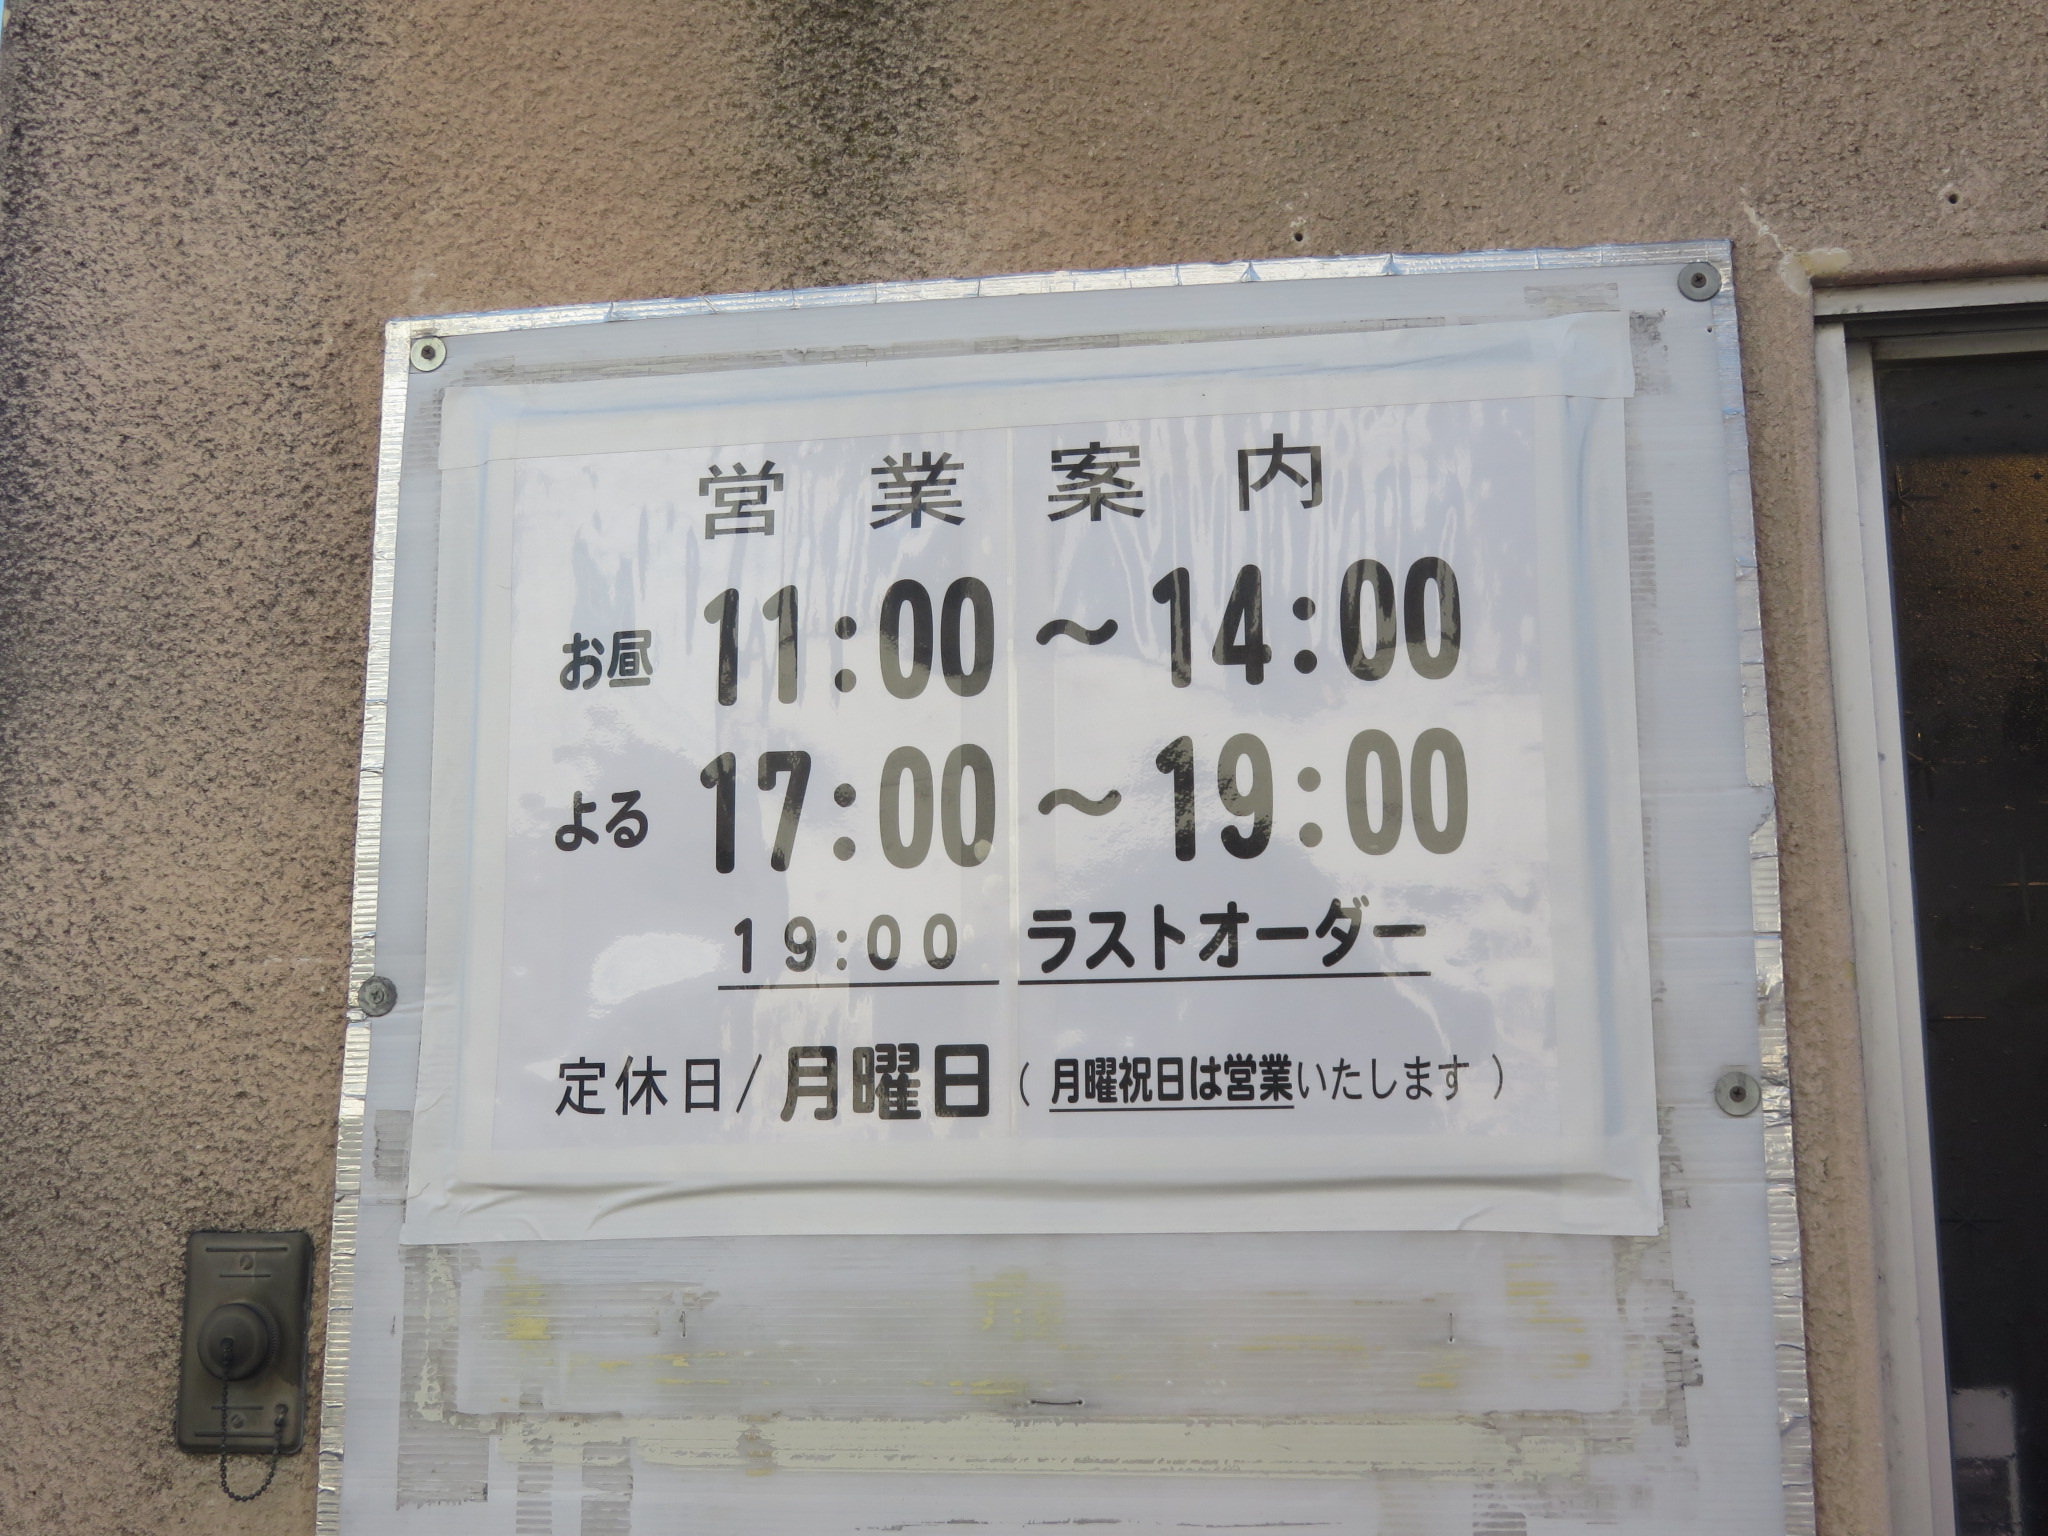 営業案内
お昼 11:00 ～ 14:00
よる 17:00 ～ 19:00
19:00 ラストオーダー
定休日/月曜日（月曜祝日は営業いたします）